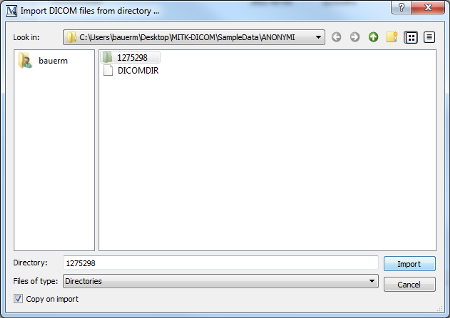 Import DICOM files from directory ...
Look in:
C:\Users\bauerm\Desktop\MITK-DICOM\SampleData\ANONYMI
bauerm
1275298
DICOMDIR
Directory:
1275298
Import
Files of type:
Directories
Cancel
Copy on import